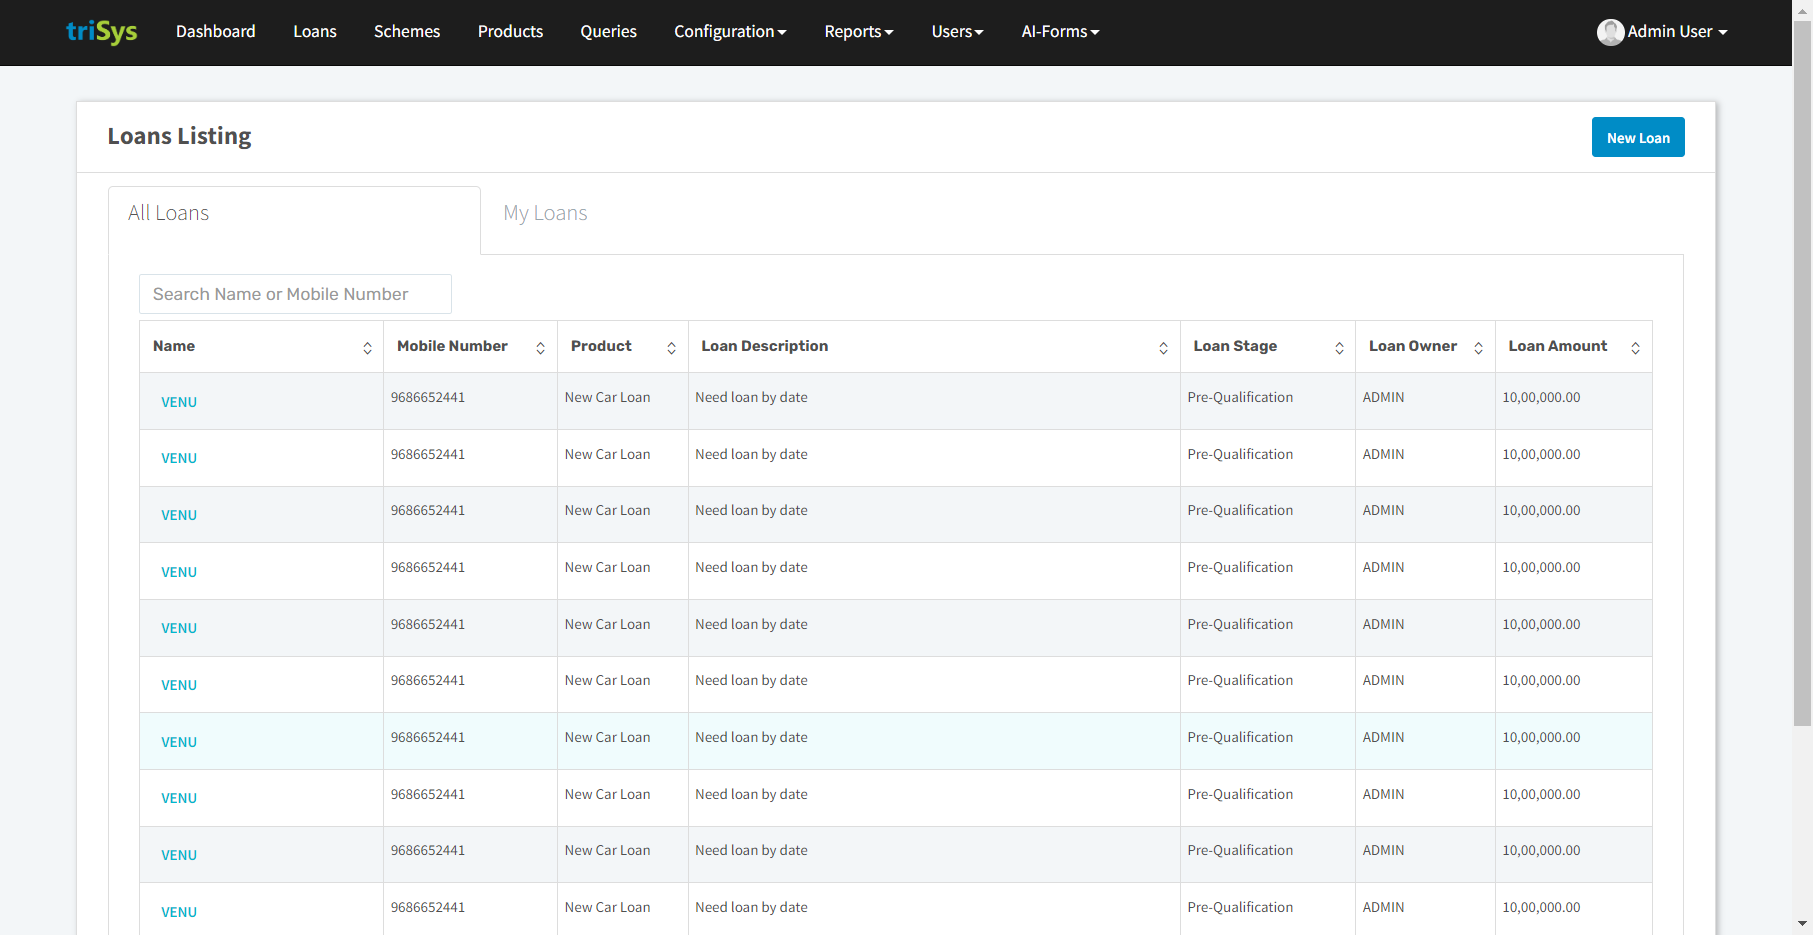 triSys Dashboard Loans Schemes Products Queries Configuration Reports Users AI-Forms Admin User
Loans Listing New Loan
All Loans My Loans
Search Name or Mobile Number
Name Mobile Number Product Loan Description Loan Stage Loan Owner Loan Amount
VENU 9686652441 New Car Loan Need loan by date Pre-Qualification ADMIN 10,00,000.00
VENU 9686652441 New Car Loan Need loan by date Pre-Qualification ADMIN 10,00,000.00
VENU 9686652441 New Car Loan Need loan by date Pre-Qualification ADMIN 10,00,000.00
VENU 9686652441 New Car Loan Need loan by date Pre-Qualification ADMIN 10,00,000.00
VENU 9686652441 New Car Loan Need loan by date Pre-Qualification ADMIN 10,00,000.00
VENU 9686652441 New Car Loan Need loan by date Pre-Qualification ADMIN 10,00,000.00
VENU 9686652441 New Car Loan Need loan by date Pre-Qualification ADMIN 10,00,000.00
VENU 9686652441 New Car Loan Need loan by date Pre-Qualification ADMIN 10,00,000.00
VENU 9686652441 New Car Loan Need loan by date Pre-Qualification ADMIN 10,00,000.00
VENU 9686652441 New Car Loan Need loan by date Pre-Qualification ADMIN 10,00,000.00